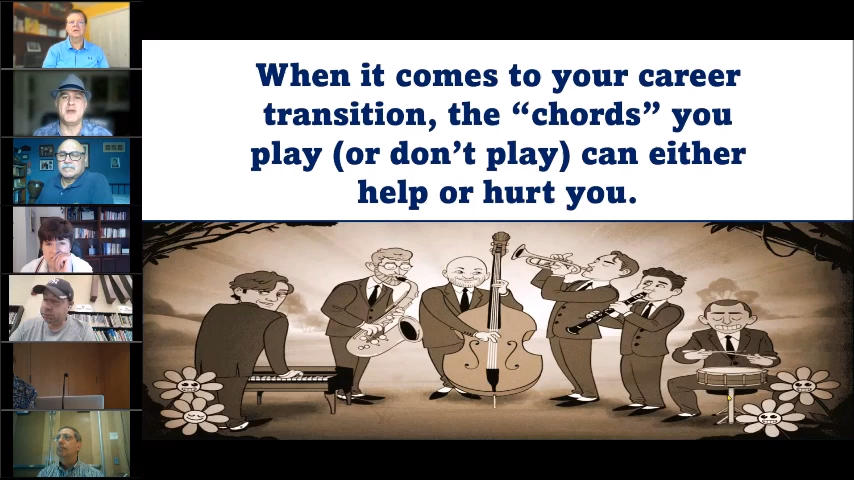 When it comes to your career
transition, the “chords” you
play (or don’t play) can either
help or hurt you.